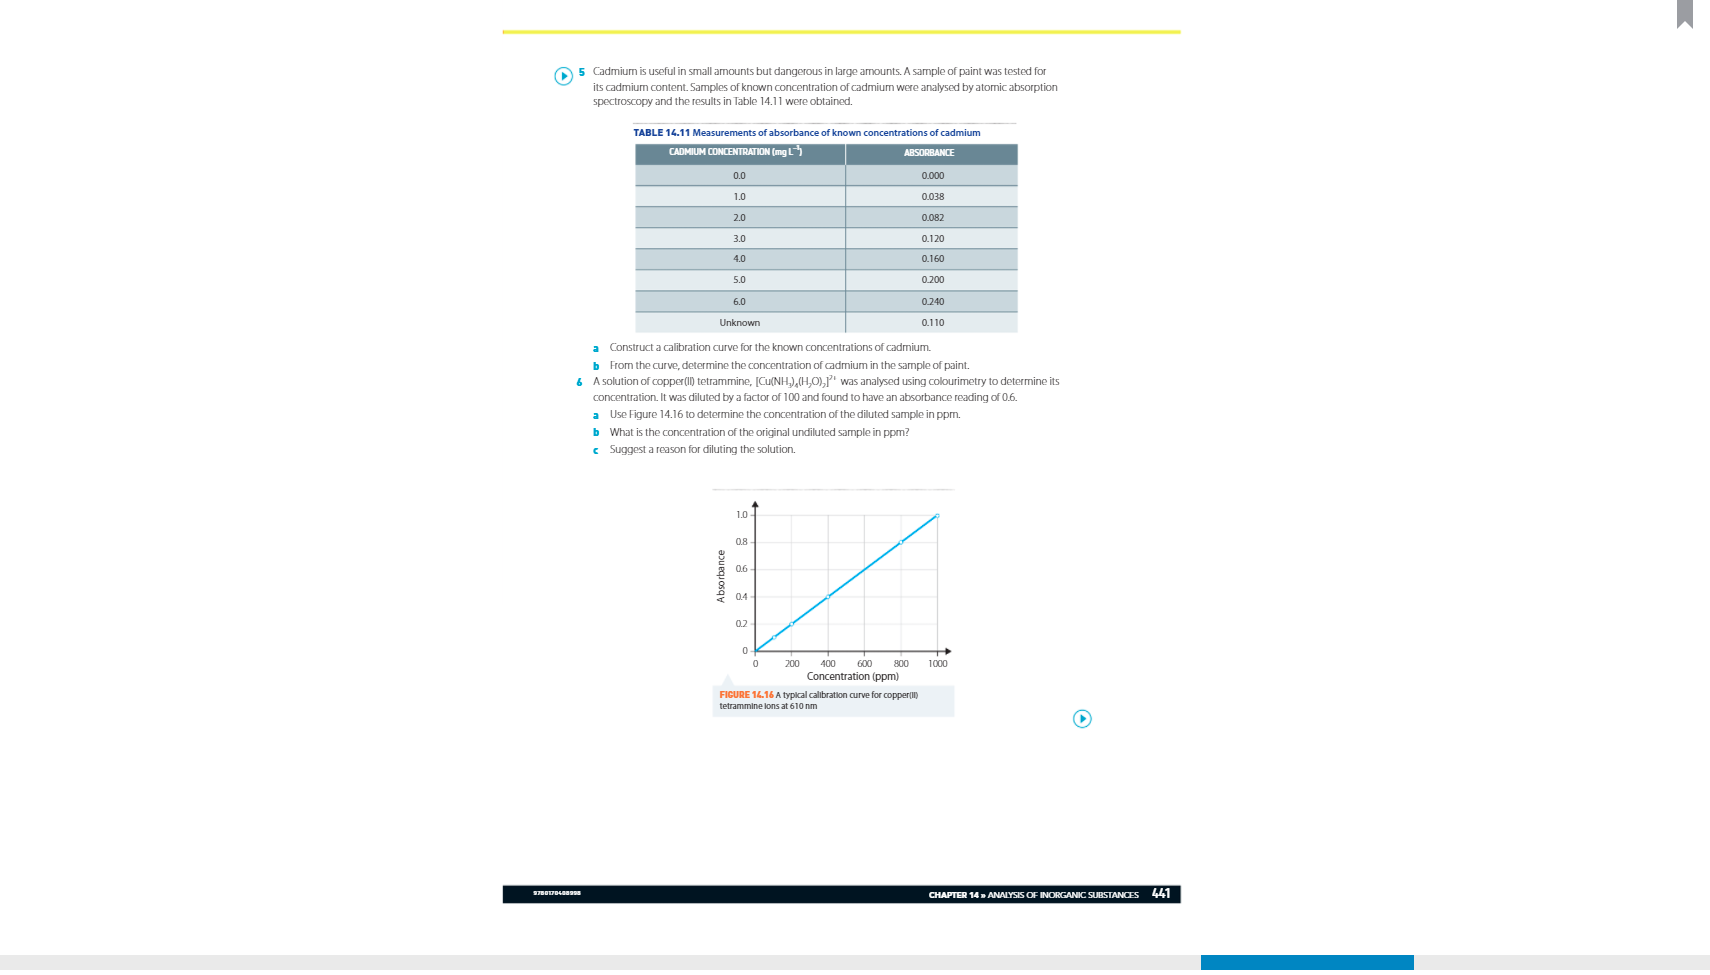 5 Cadmium is useful in small amounts but dangerous in large amounts. A sample of paint was tested for
its cadmium content. Samples of known concentration of cadmium were analysed by atomic absorption
spectroscopy and the results in Table 14.11 were obtained.
TABLE 14.11 Measurements of absorbance of known concentrations of cadmium
CADMIUM CONCENTRATION (mg L⁻¹) ABSORBANCE
0.0 0.000
1.0 0.038
2.0 0.082
3.0 0.120
4.0 0.160
5.0 0.200
6.0 0.240
Unknown 0.110
a Construct a calibration curve for the known concentrations of cadmium.
b From the curve, determine the concentration of cadmium in the sample of paint.
6 A solution of copper(II) tetrammine, [Cu(NH₃)₄(H₂O)₂]²⁺ was analysed using colourimetry to determine its
concentration. It was diluted by a factor of 100 and found to have an absorbance reading of 0.6.
a Use Figure 14.16 to determine the concentration of the diluted sample in ppm.
b What is the concentration of the original undiluted sample in ppm?
c Suggest a reason for diluting the solution.
1.0
0.8
0.6
0.4
0.2
0
Absorbance
0 200 400 600 800 1000
Concentration (ppm)
FIGURE 14.16 A typical calibration curve for copper(II)
tetrammine ions at 610 nm
9780170408998 CHAPTER 14 » ANALYSIS OF INORGANIC SUBSTANCES 441